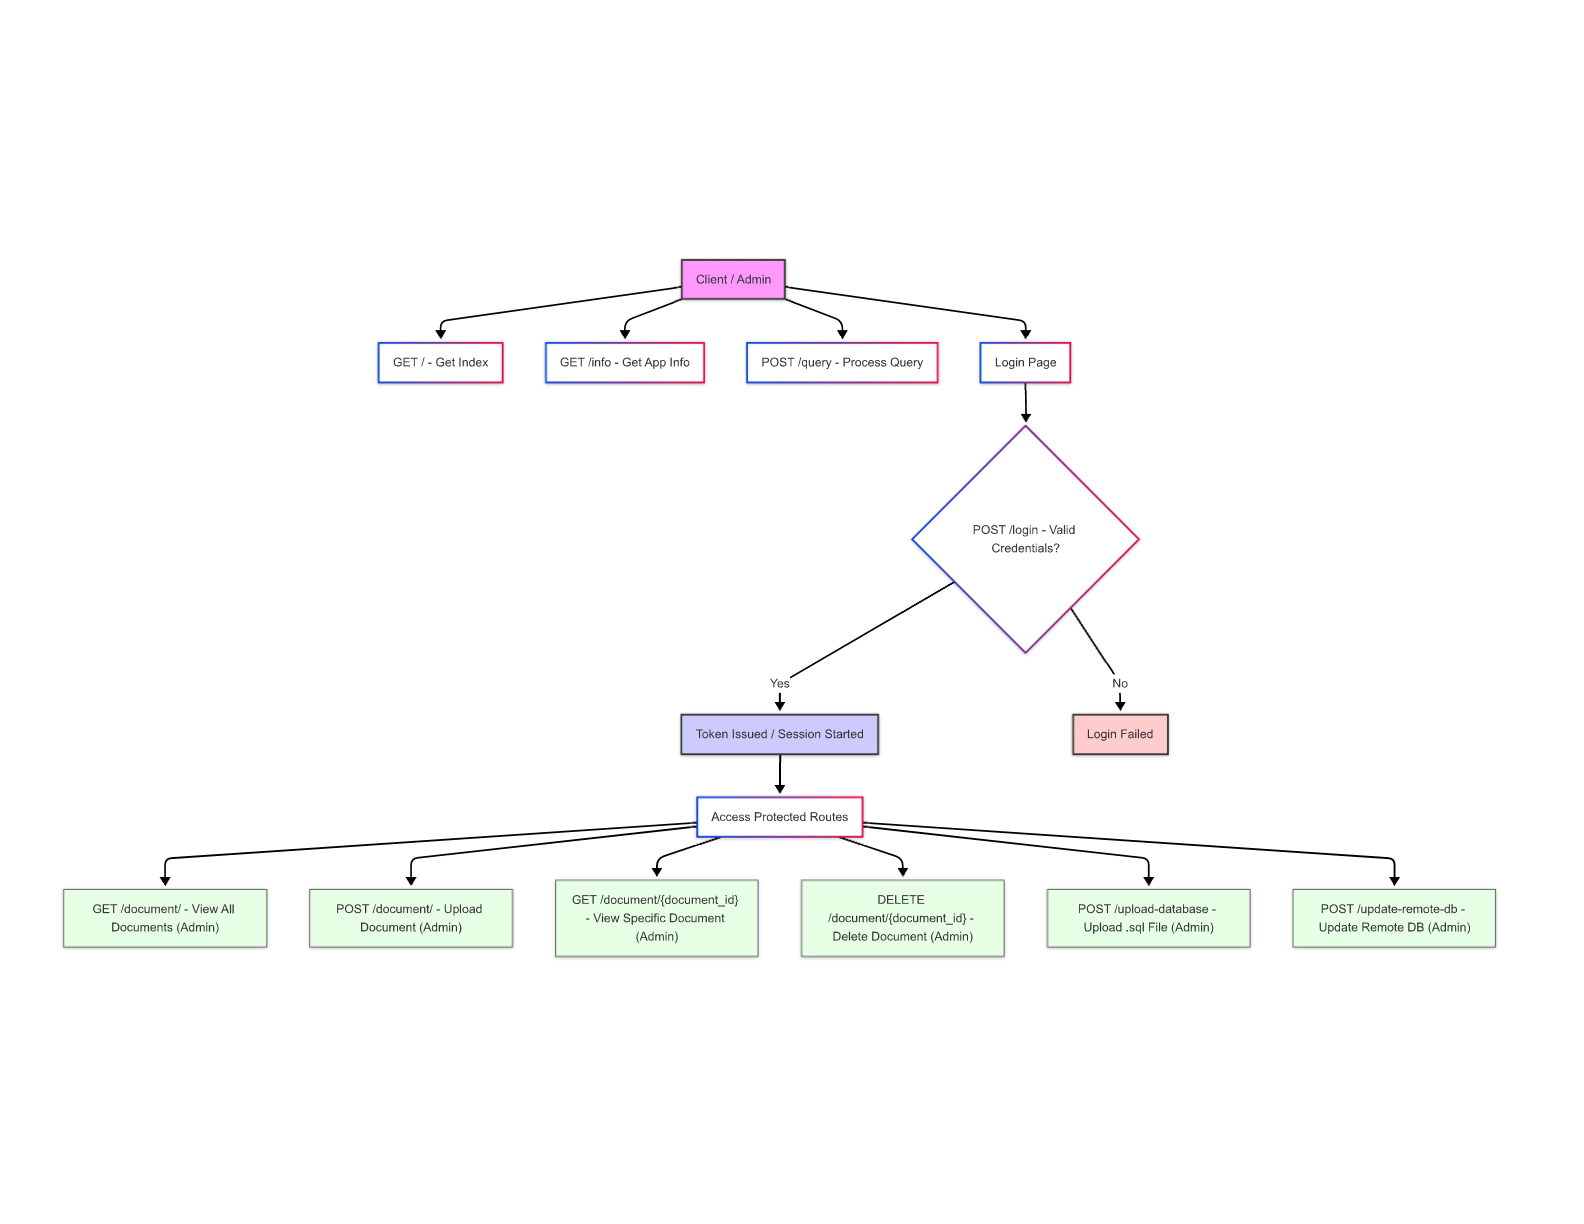 Client / Admin
GET / - Get Index
GET /info - Get App Info
POST /query - Process Query
Login Page
POST /login - Valid
Credentials?
Yes
No
Token Issued / Session Started
Login Failed
Access Protected Routes
GET /document/ - View All
Documents (Admin)
POST /document/ - Upload
Document (Admin)
GET /document/{document_id}
- View Specific Document
(Admin)
DELETE
/document/{document_id} -
Delete Document (Admin)
POST /upload-database -
Upload .sql File (Admin)
POST /update-remote-db -
Update Remote DB (Admin)